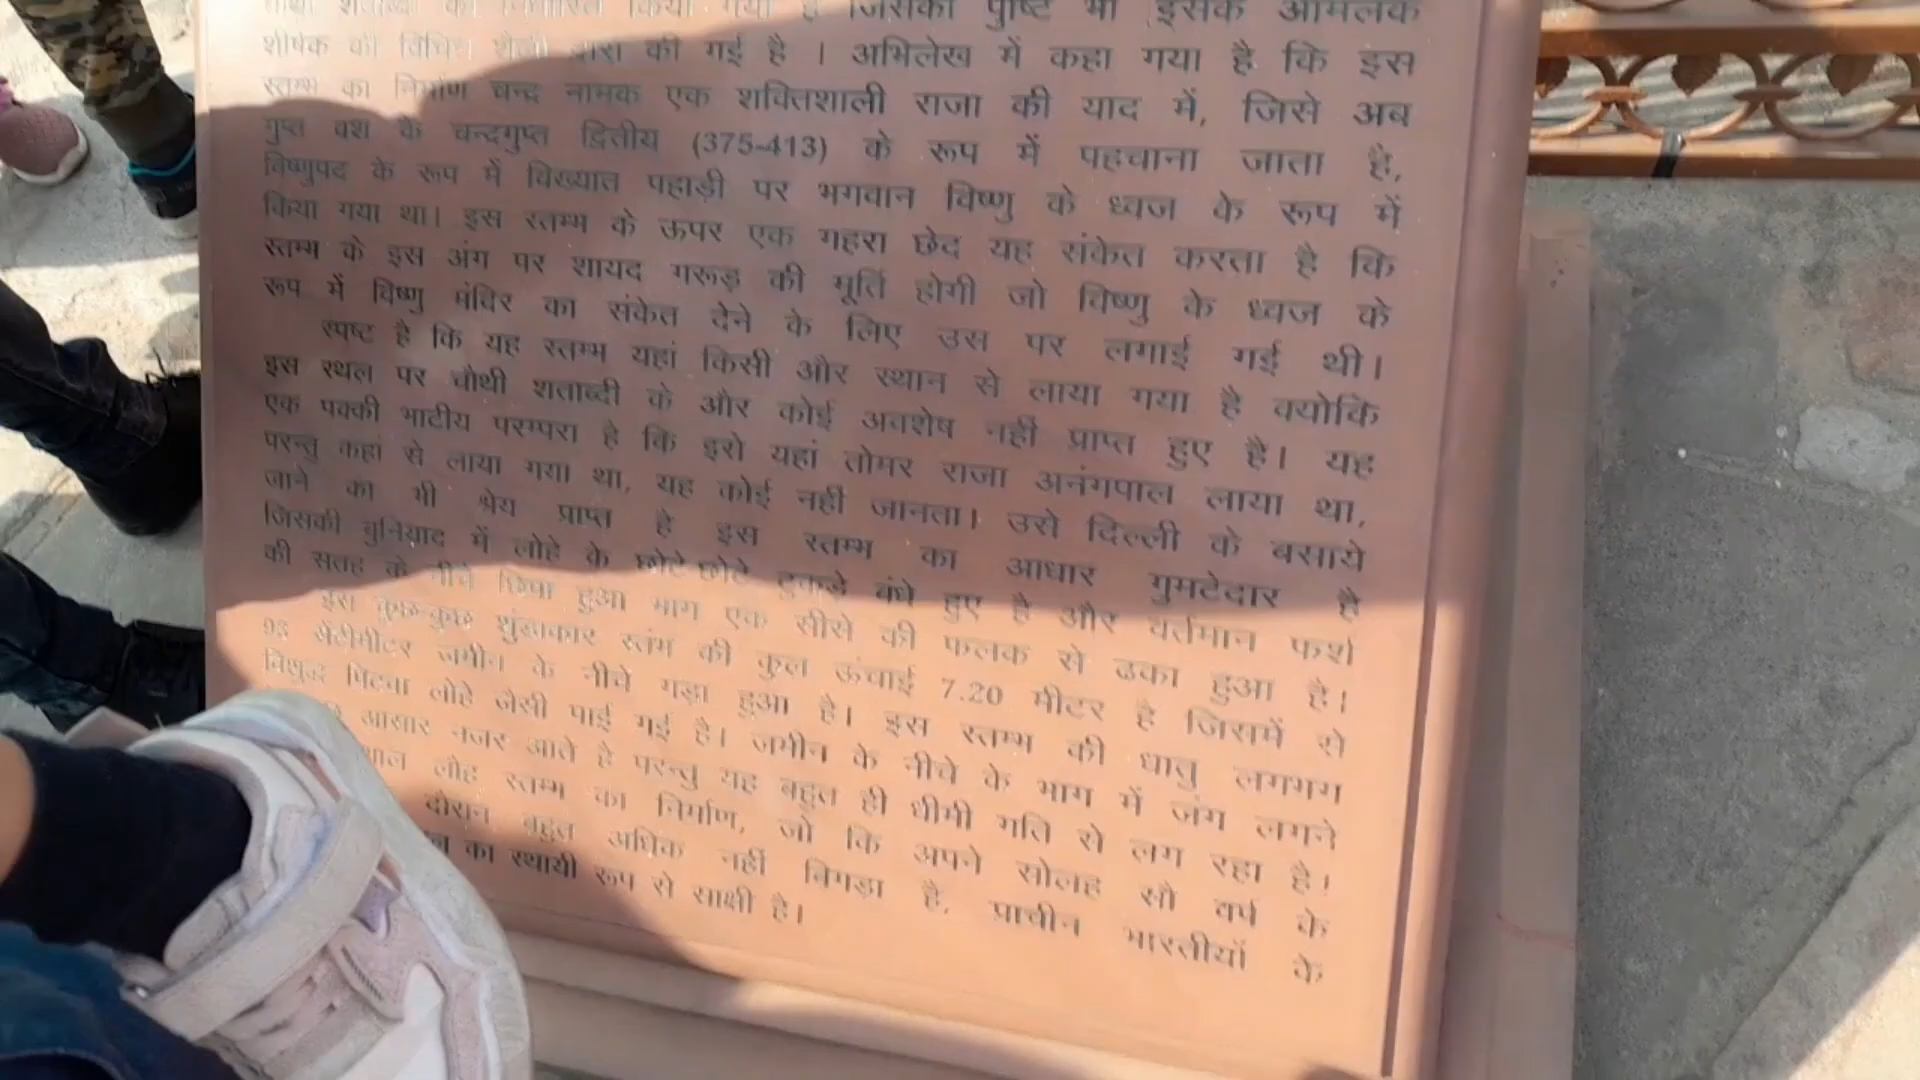 चौथी शताब्दी का निर्धारित किया गया है जिसकी पुष्टि भी इसके आमलक
शीर्षक की विचित्र शैली द्वारा की गई है । अभिलेख में कहा गया है कि इस
स्तम्भ का निर्माण चन्द्र नामक एक शक्तिशाली राजा की याद में, जिसे अब
गुप्त वंश के चन्द्रगुप्त द्वितीय (375-413) के रूप में पहचाना जाता है,
विष्णुपद के रूप में विख्यात पहाड़ी पर भगवान विष्णु के ध्वज के रूप में
किया गया था। इस स्तम्भ के ऊपर एक गहरा छेद यह संकेत करता है कि
स्तम्भ के इस अंग पर शायद गरूड़ की मूर्ति होगी जो विष्णु के ध्वज के
रूप में विष्णु मंदिर का संकेत देने के लिए उस पर लगाई गई थी।
स्पष्ट है कि यह स्तम्भ यहां किसी और स्थान से लाया गया है क्योकि
इस स्थल पर चौथी शताब्दी के और कोई अवशेष नहीं प्राप्त हुए है। यह
एक पक्की भाटीय परम्परा है कि इसे यहां तोमर राजा अनंगपाल लाया था,
परन्तु कहां से लाया गया था, यह कोई नही जानता। उसे दिल्ली के बसाये
जाने का भी श्रेय प्राप्त है इस स्तम्भ का आधार गुमटेदार है
जिसकी बुनियाद में लोहे के छोटे-छोटे टुकड़े बंधे हुए है और वर्तमान फर्श
की सतह के नीचे छिपा हुआ भाग एक सीसे की फलक से ढका हुआ है।
इस कुछ-कुछ शुंडाकार स्तंभ की कुल ऊंचाई 7.20 मीटर है जिसमें से
93 सेंटीमीटर जमीन के नीचे गड़ा हुआ है। इस स्तम्भ की धातु लगभग
विशुद्ध पिटवा लोहे जैसी पाई गई है। जमीन के नीचे के भाग में जंग लगने
आसार नजर आते है परन्तु यह बहुत ही धीमी गति से लग रहा है।
लौह स्तम्भ का निर्माण, जो कि अपने सोलह सौ वर्ष के
दौरान बहुत अधिक नहीं बिगड़ा है, प्राचीन भारतीयों के
का स्थायी रूप से साक्षी है।